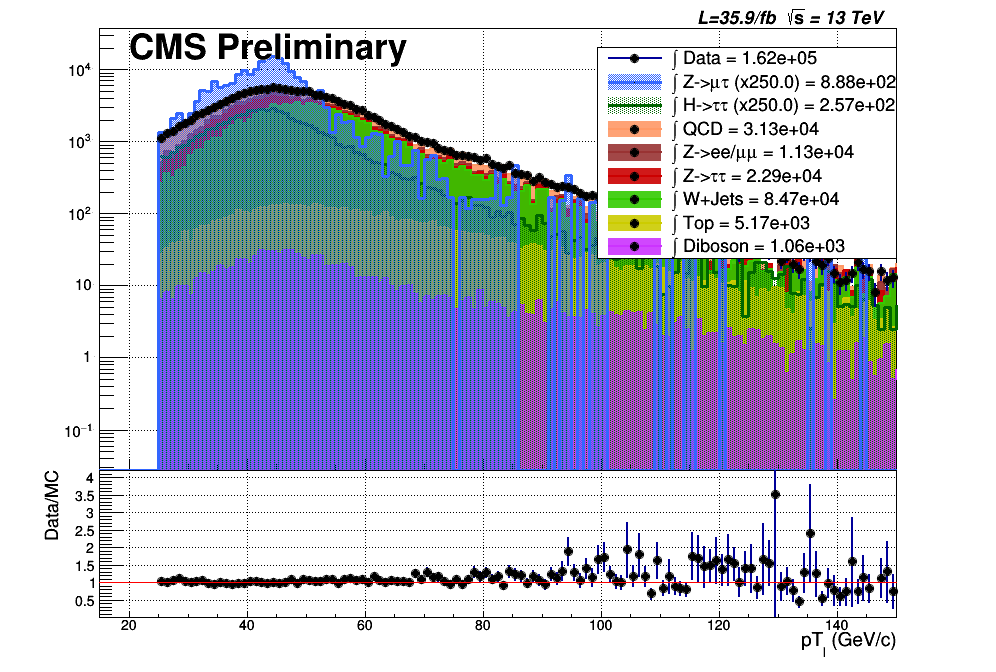 L=35.9/fb √s = 13 TeV
CMS Preliminary
∫ Data = 1.62e+05
∫ Z->μτ (x250.0) = 8.88e+02
∫ H->ττ (x250.0) = 2.57e+02
∫ QCD = 3.13e+04
∫ Z->ee/μμ = 1.13e+04
∫ Z->ττ = 2.29e+04
∫ W+Jets = 8.47e+04
∫ Top = 5.17e+03
∫ Diboson = 1.06e+03
10⁴
10³
10²
10
1
10⁻¹
Data/MC
4
3.5
3
2.5
2
1.5
1
0.5
20 40 60 80 100 120 140
pT_l (GeV/c)